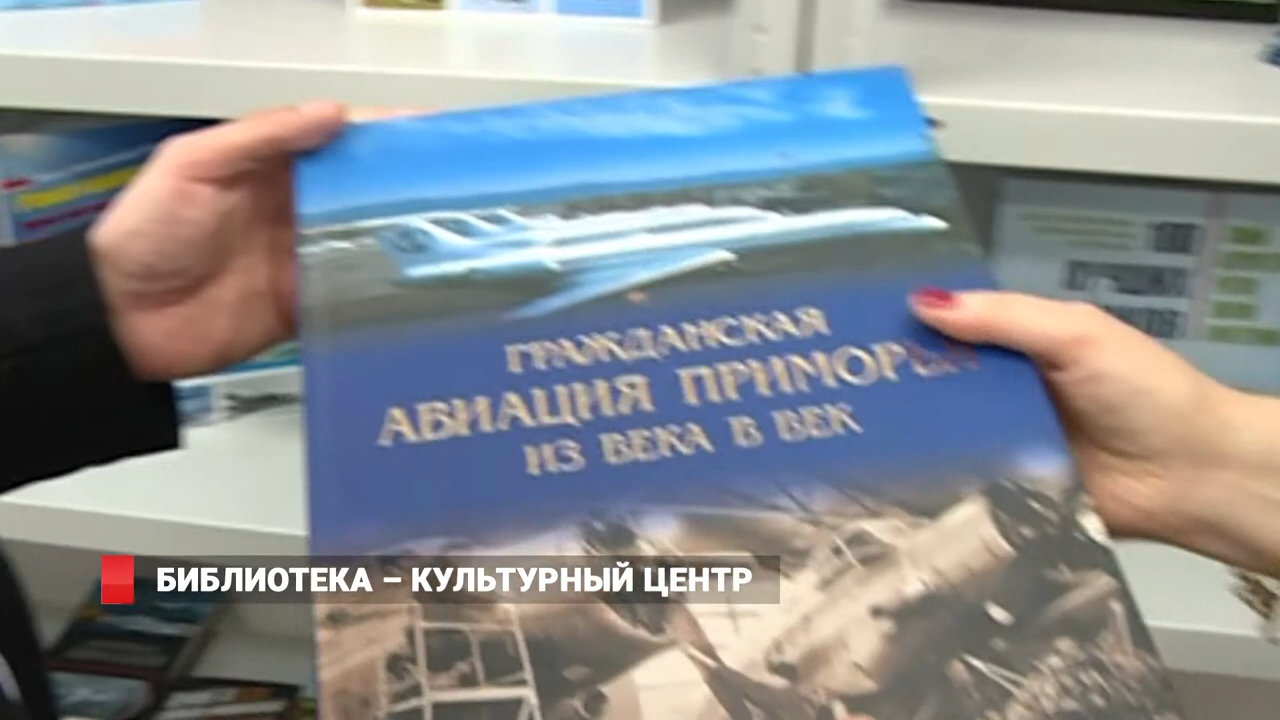 ГРАЖДАНСКАЯ
АВИАЦИЯ ПРИМОРЬЯ
ИЗ ВЕКА В ВЕК
БИБЛИОТЕКА – КУЛЬТУРНЫЙ ЦЕНТР